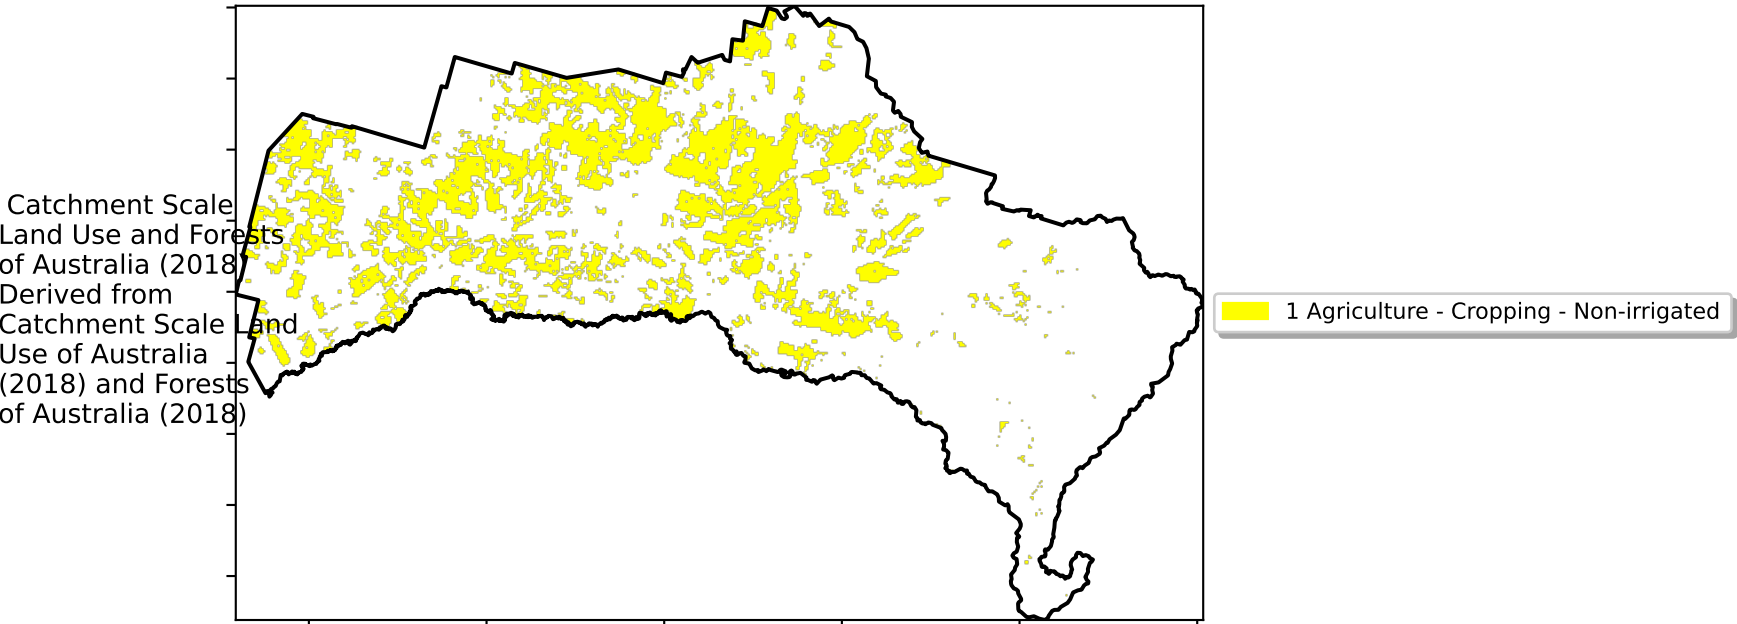 Catchment Scale
Land Use and Forests
of Australia (2018)
Derived from
Catchment Scale Land
Use of Australia
(2018) and Forests
of Australia (2018)
1 Agriculture - Cropping - Non-irrigated